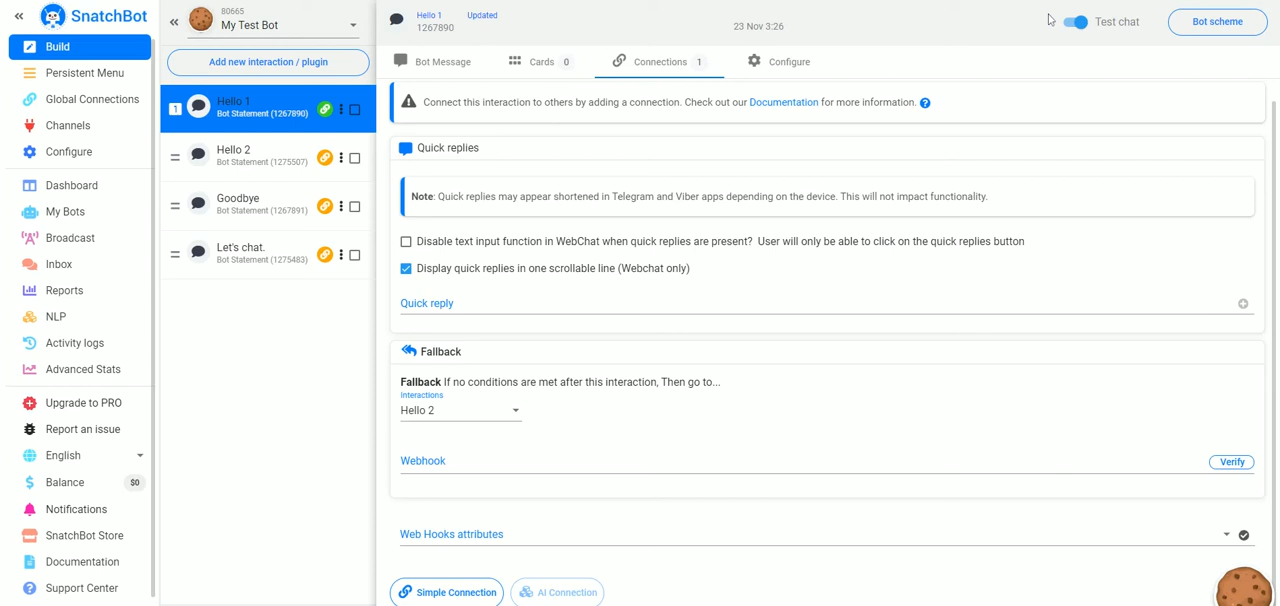 SnatchBot
Build
Persistent Menu
Global Connections
Channels
Configure
Dashboard
My Bots
Broadcast
Inbox
Reports
NLP
Activity logs
Advanced Stats
Upgrade to PRO
Report an issue
English
Balance $0
Notifications
SnatchBot Store
Documentation
Support Center
80665
My Test Bot
Add new interaction / plugin
1
Hello 1
Bot Statement (1267890)
Hello 2
Bot Statement (1275507)
Goodbye
Bot Statement (1267891)
Let's chat.
Bot Statement (1275483)
Hello 1 Updated
1267890
23 Nov 3:26
Test chat
Bot scheme
Bot Message
Cards 0
Connections 1
Configure
Connect this interaction to others by adding a connection. Check out our Documentation for more information. ?
Quick replies
Note: Quick replies may appear shortened in Telegram and Viber apps depending on the device. This will not impact functionality.
Disable text input function in WebChat when quick replies are present? User will only be able to click on the quick replies button
Display quick replies in one scrollable line (Webchat only)
Quick reply
Fallback
Fallback If no conditions are met after this interaction, Then go to...
Interactions
Hello 2
Webhook
Verify
Web Hooks attributes
Simple Connection
AI Connection